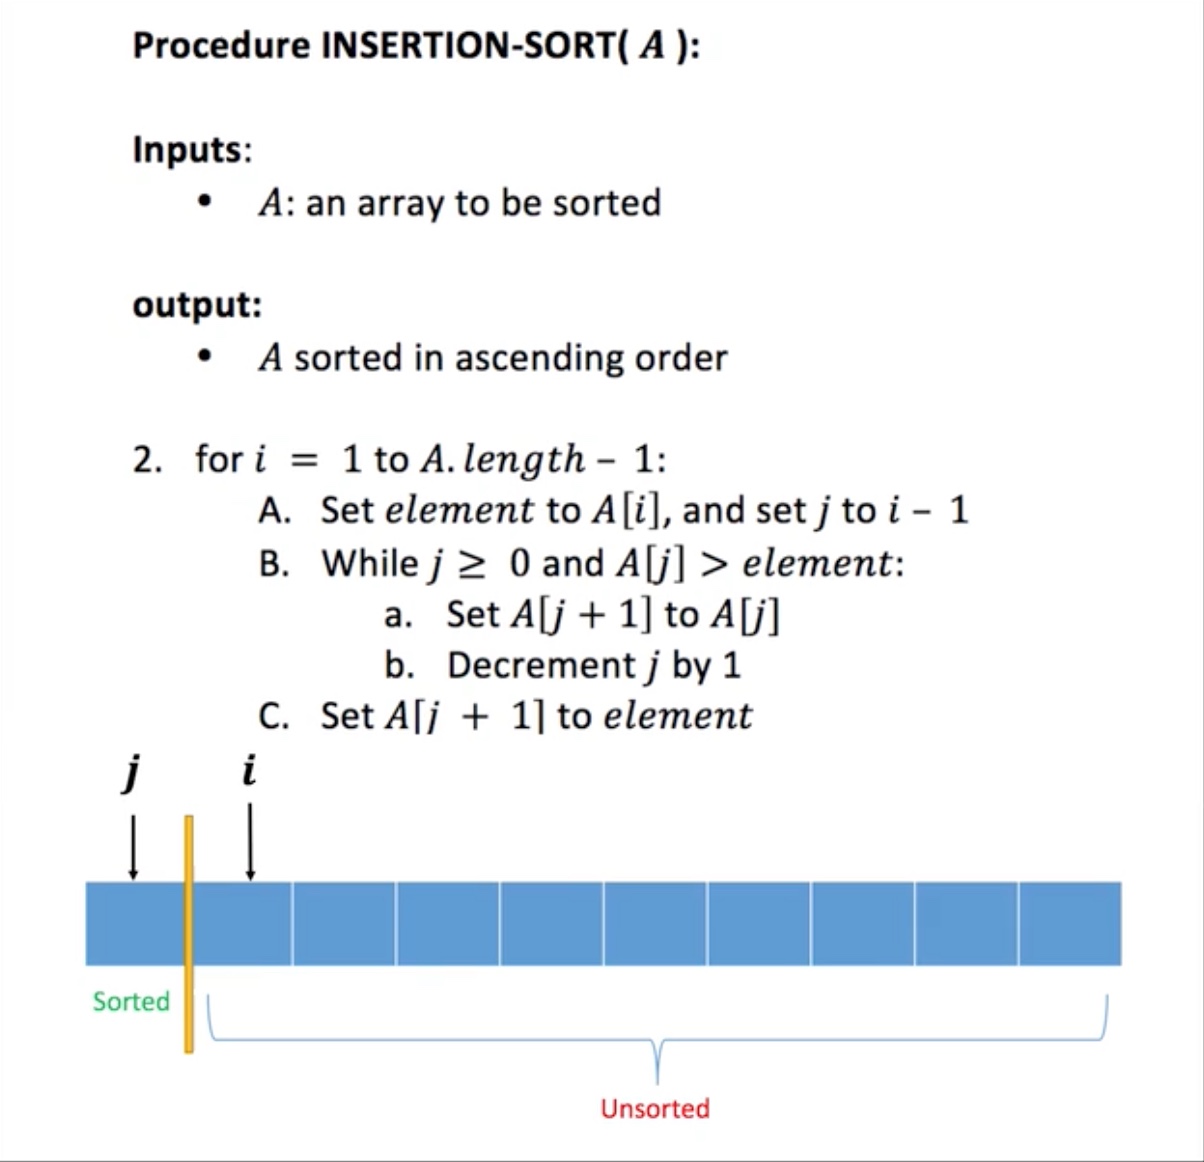 Procedure INSERTION-SORT( A ):
Inputs:
• A: an array to be sorted
output:
• A sorted in ascending order
2. for i = 1 to A.length – 1:
A. Set element to A[i], and set j to i – 1
B. While j ≥ 0 and A[j] > element:
a. Set A[j + 1] to A[j]
b. Decrement j by 1
C. Set A[j + 1] to element
j i
Sorted
Unsorted